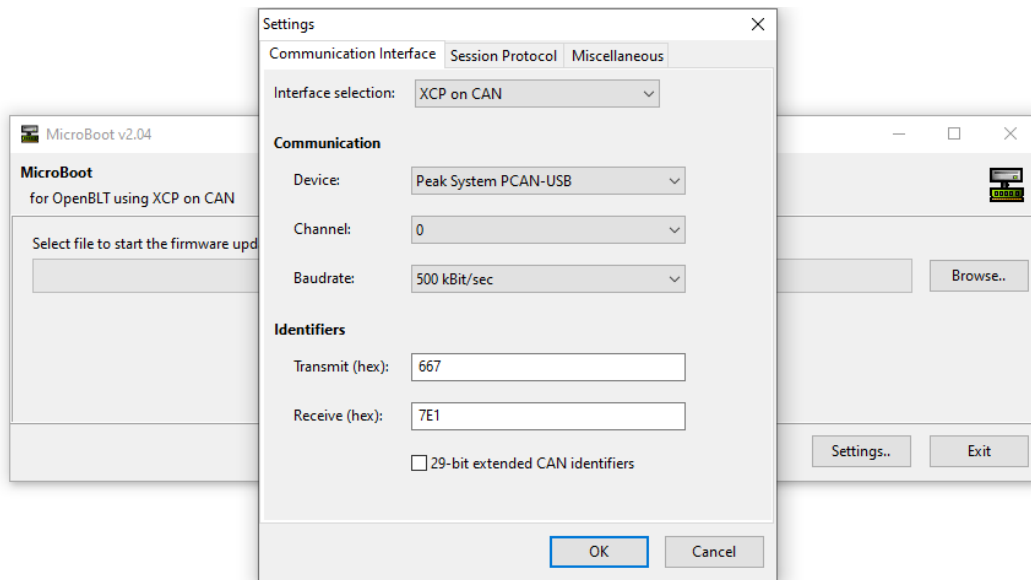 Settings
Communication Interface Session Protocol Miscellaneous
Interface selection: XCP on CAN
Communication
Device: Peak System PCAN-USB
Channel: 0
Baudrate: 500 kBit/sec
Identifiers
Transmit (hex): 667
Receive (hex): 7E1
29-bit extended CAN identifiers
OK Cancel
MicroBoot v2.04
MicroBoot
for OpenBLT using XCP on CAN
Select file to start the firmware upd
Browse..
Settings.. Exit